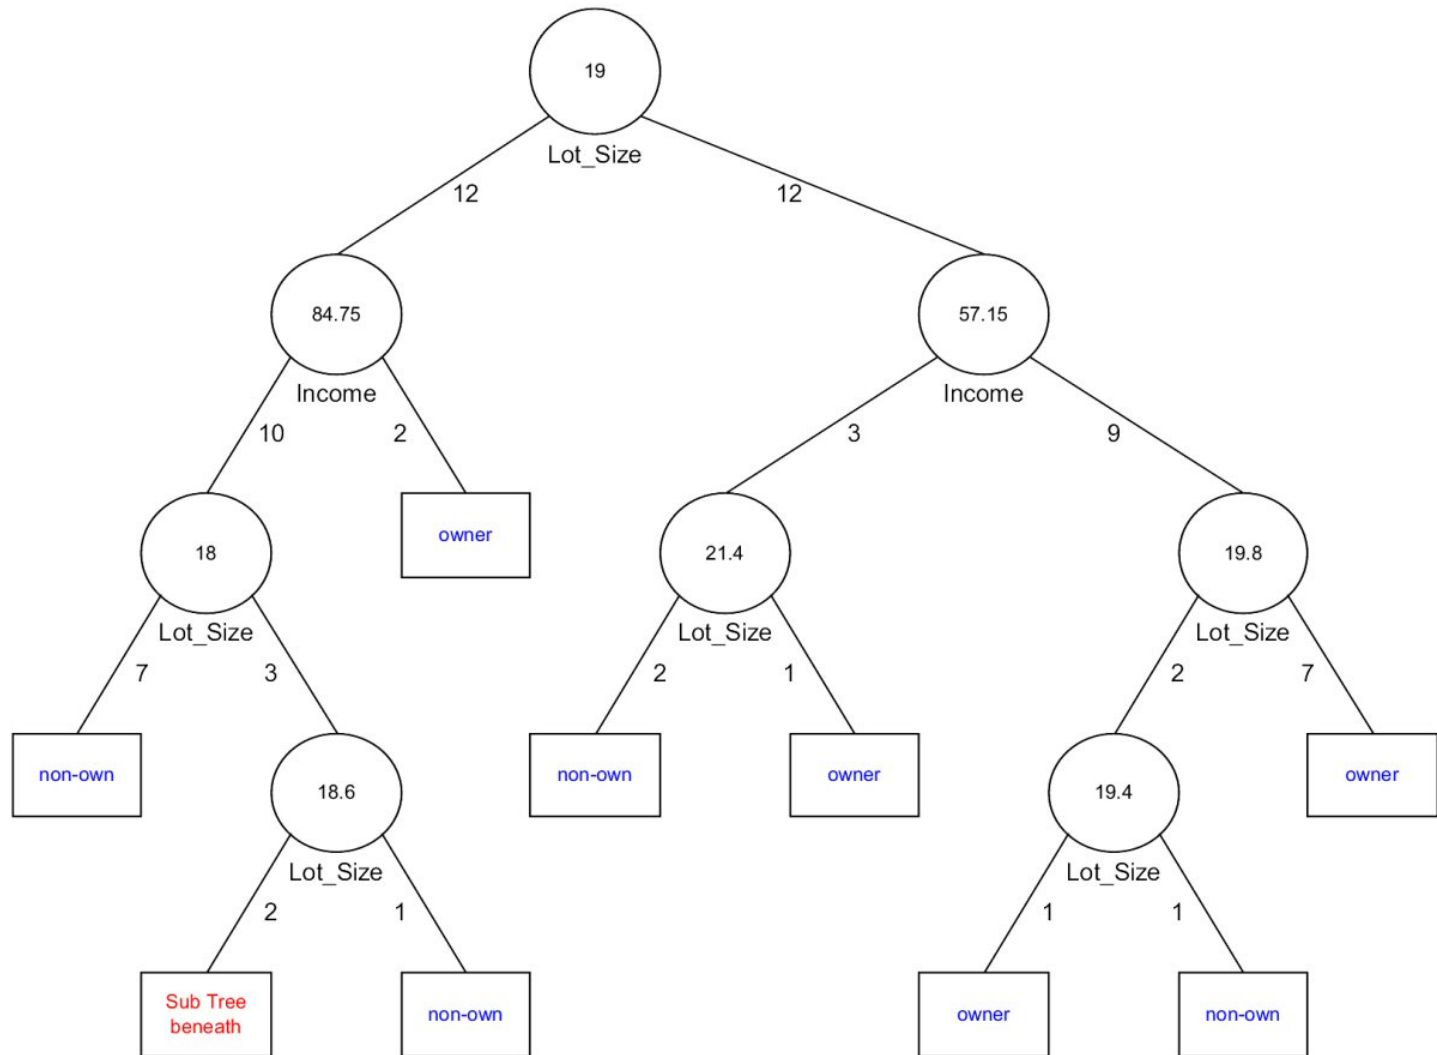 19
Lot_Size
12
12
84.75
57.15
Income
Income
10
2
3
9
18
owner
21.4
19.8
Lot_Size
Lot_Size
Lot_Size
7
3
2
1
2
7
non-own
18.6
non-own
owner
19.4
owner
Lot_Size
Lot_Size
2
1
1
1
Sub Tree
beneath
non-own
owner
non-own